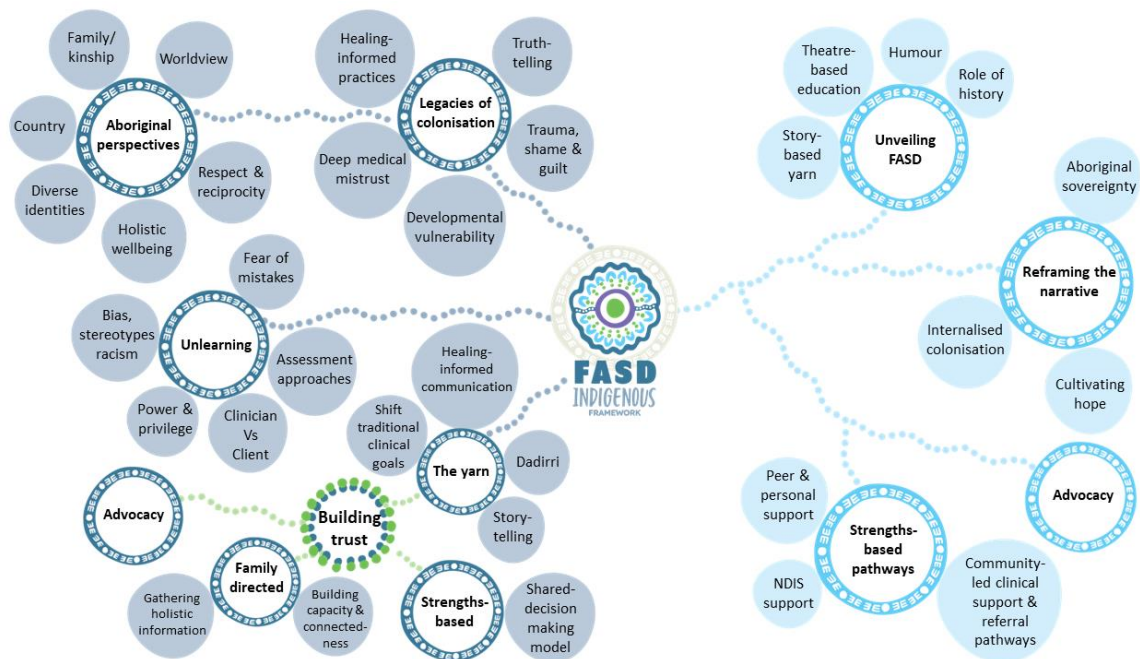 Family/
kinship
Worldview
Country
Aboriginal
perspectives
Diverse
identities
Holistic
wellbeing
Respect &
reciprocity
Healing-
informed
practices
Truth-
telling
Legacies of
colonisation
Deep medical
mistrust
Trauma,
shame &
guilt
Developmental
vulnerability
Fear of
mistakes
Bias,
stereotypes
racism
Unlearning
Assessment
approaches
Power &
privilege
Clinician
Vs
Client
Healing-
informed
communication
Shift
traditional
clinical
goals
The yarn
Dadirri
Story-
telling
Advocacy
Building
trust
Family
directed
Gathering
holistic
information
Building
capacity &
connected-
ness
Strengths-
based
Shared-
decision
making
model
FASD
INDIGENOUS
FRAMEWORK
Theatre-
based
education
Humour
Role of
history
Unveiling
FASD
Story-
based
yarn
Aboriginal
sovereignty
Reframing the
narrative
Internalised
colonisation
Cultivating
hope
Advocacy
Peer &
personal
support
Strengths-
based
pathways
NDIS
support
Community-
led clinical
support &
referral
pathways